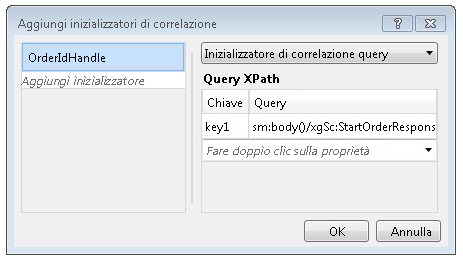 Aggiungi inizializzatori di correlazione
OrderIdHandle
Aggiungi inizializzatore
Inizializzatore di correlazione query
Query XPath
Chiave Query
key1 sm:body()/xgSc:StartOrderRespons
Fare doppio clic sulla proprietà
OK Annulla